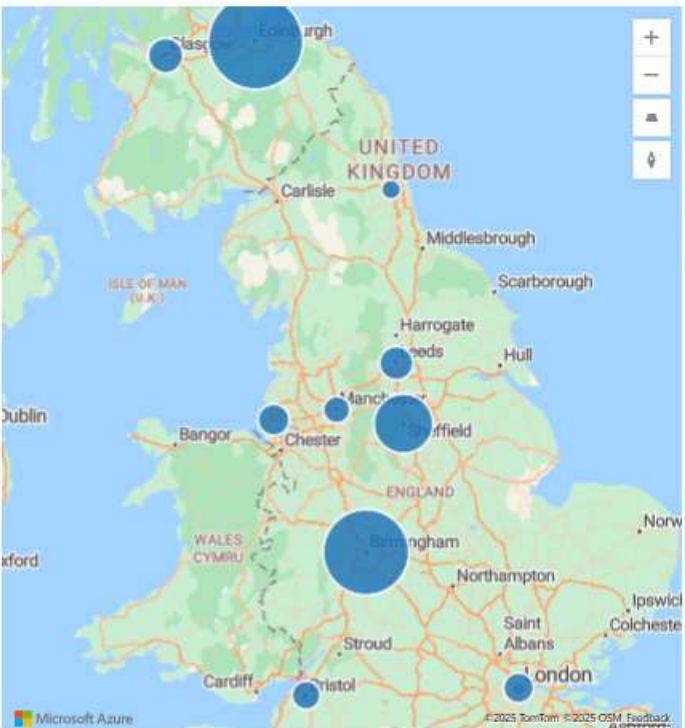 Edinburgh
Glasgow
UNITED
KINGDOM
Carlisle
Middlesbrough
ISLE OF MAN
(U.K.)
Scarborough
Harrogate
Leeds
Hull
Manchester
Dublin
Bangor
Chester
Sheffield
ENGLAND
Norw
WALES
CYMRU
Birmingham
xford
Northampton
Ipswic
Saint
Albans
Colcheste
Stroud
London
Cardiff
Bristol
Microsoft Azure
©2025 TomTom ©2025 OSM Feedback